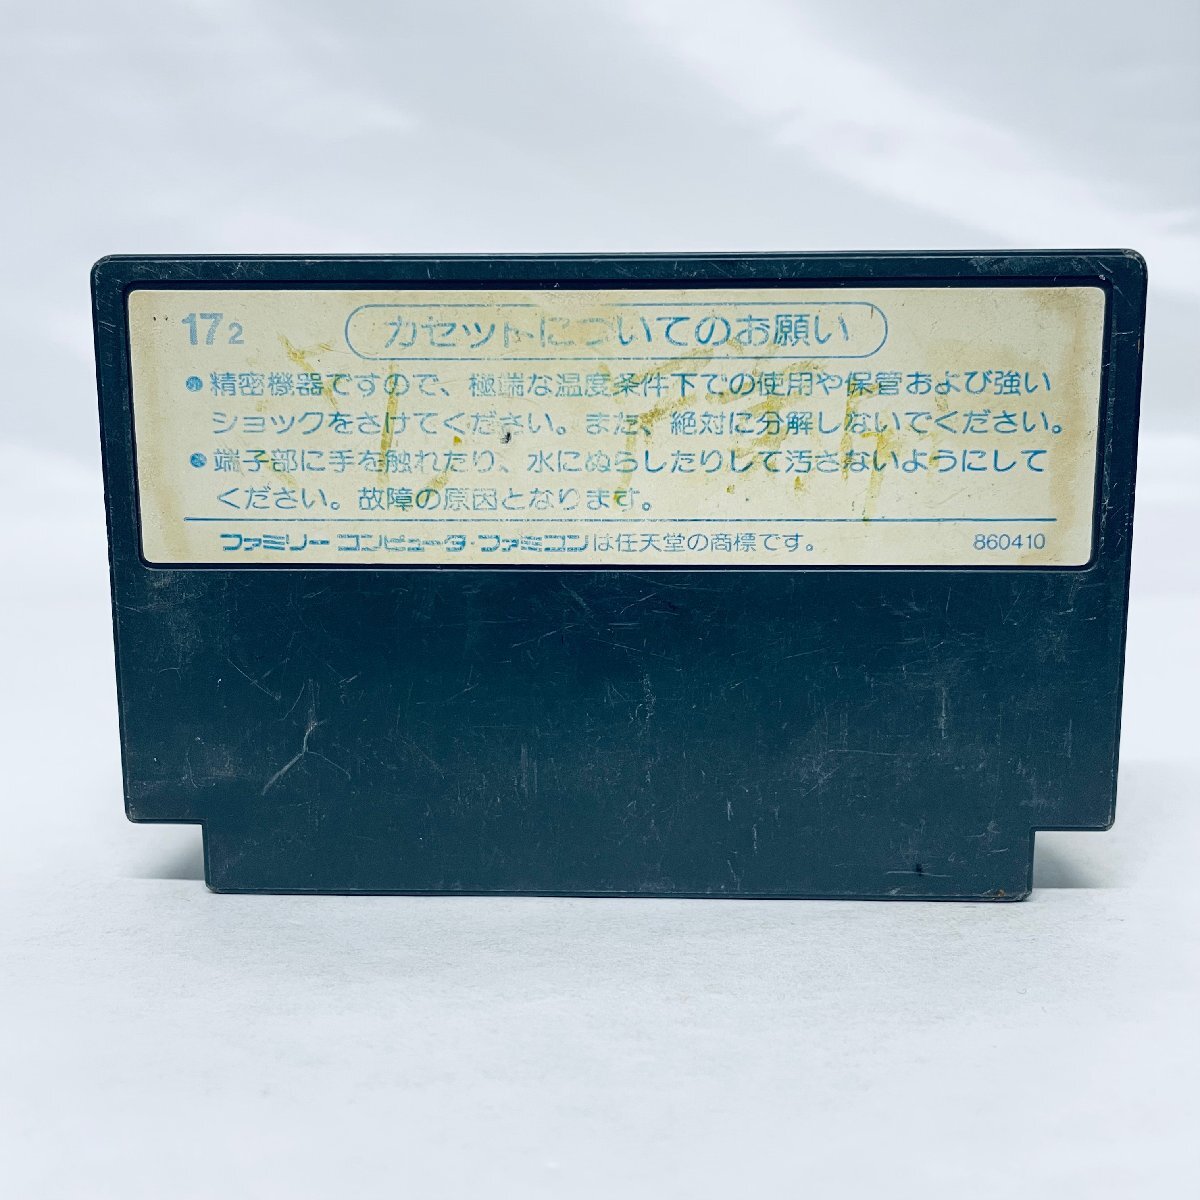 17 2
カセットについてのお願い
●精密機器ですので、極端な温度条件下での使用や保管および強い
ショックをさけてください。また、絶対に分解しないでください。
●端子部に手を触れたり、水にぬらしたりして汚さないようにして
ください。故障の原因となります。
ファミリーコンピュータ・ファミコンは任天堂の商標です。 860410